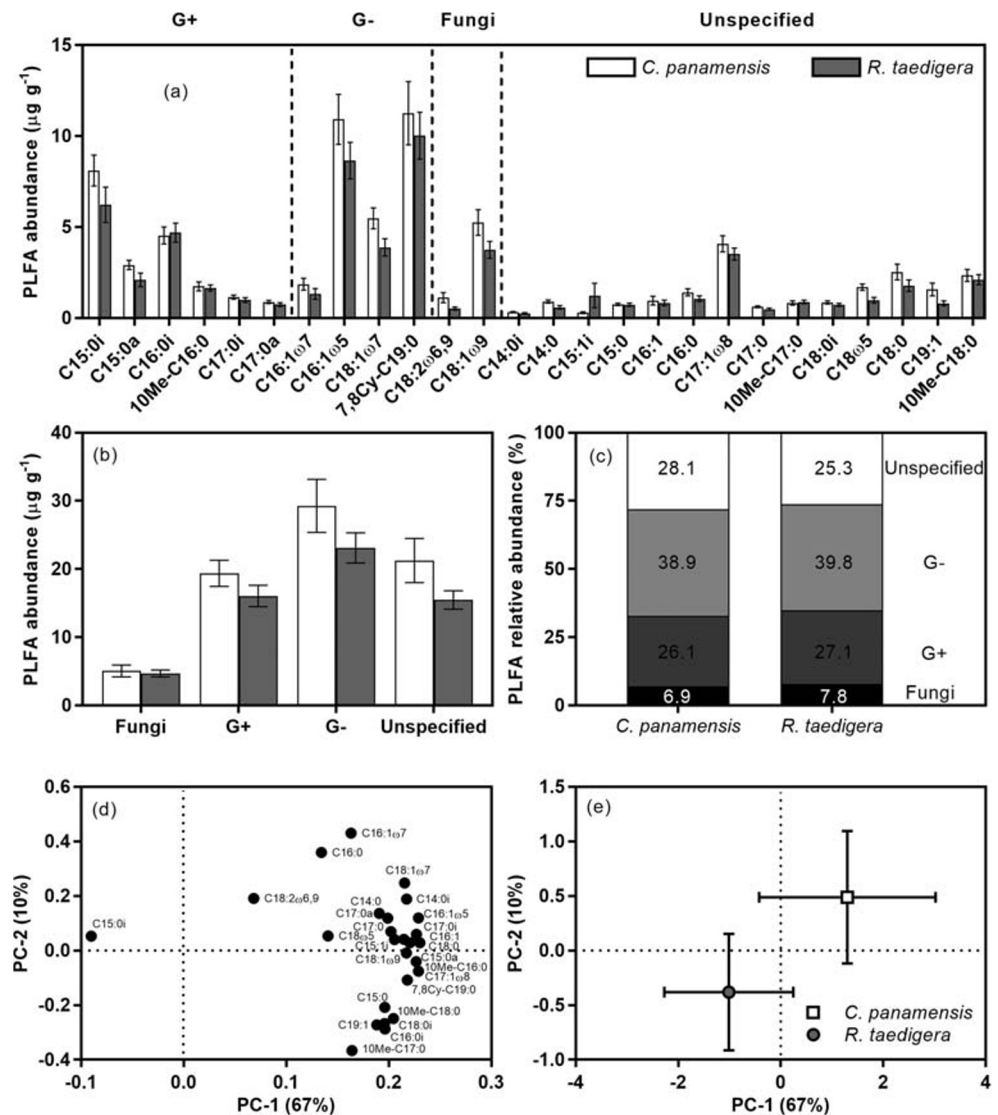 G+ G- Fungi Unspecified
15
10
5
0
PLFA abundance (µg g⁻¹)
(a)
C. panamensis
R. taedigera
C15:0i
C15:0a
C16:0i
10Me-C16:0
C17:0i
C17:0a
C16:1ω7
C16:1ω5
C18:1ω7
7,8Cy-C19:0
C18:2ω6,9
C18:1ω9
C14:0i
C14:0
C15:1i
C15:0
C16:1
C16:0
C17:1ω8
C17:0
10Me-C17:0
C18:0i
C18ω5
C18:0
C19:1
10Me-C18:0
40
30
20
10
0
PLFA abundance (µg g⁻¹)
(b)
Fungi G+ G- Unspecified
100
75
50
25
0
PLFA relative abundance (%)
(c)
28.1 25.3 Unspecified
38.9 39.8 G-
26.1 27.1 G+
6.9 7.8 Fungi
C. panamensis R. taedigera
0.6
0.4
0.2
0.0
-0.2
-0.4
PC-2 (10%)
(d)
C16:1ω7
C16:0
C18:1ω7
C18:2ω6,9
C14:0
C14:0i
C17:0a
C16:1ω5
C15:0i
C17:0
C17:0i
C18ω5
C16:1
C15:1i
C18:0
C18:1ω9
C15:0a
10Me-C16:0
C17:1ω8
7,8Cy-C19:0
C15:0
10Me-C18:0
C19:1
C18:0i
C16:0i
10Me-C17:0
-0.1 0.0 0.1 0.2 0.3
PC-1 (67%)
1.0
0.5
0.0
-0.5
-1.0
PC-2 (10%)
(e)
C. panamensis
R. taedigera
-4 -2 0 2 4
PC-1 (67%)